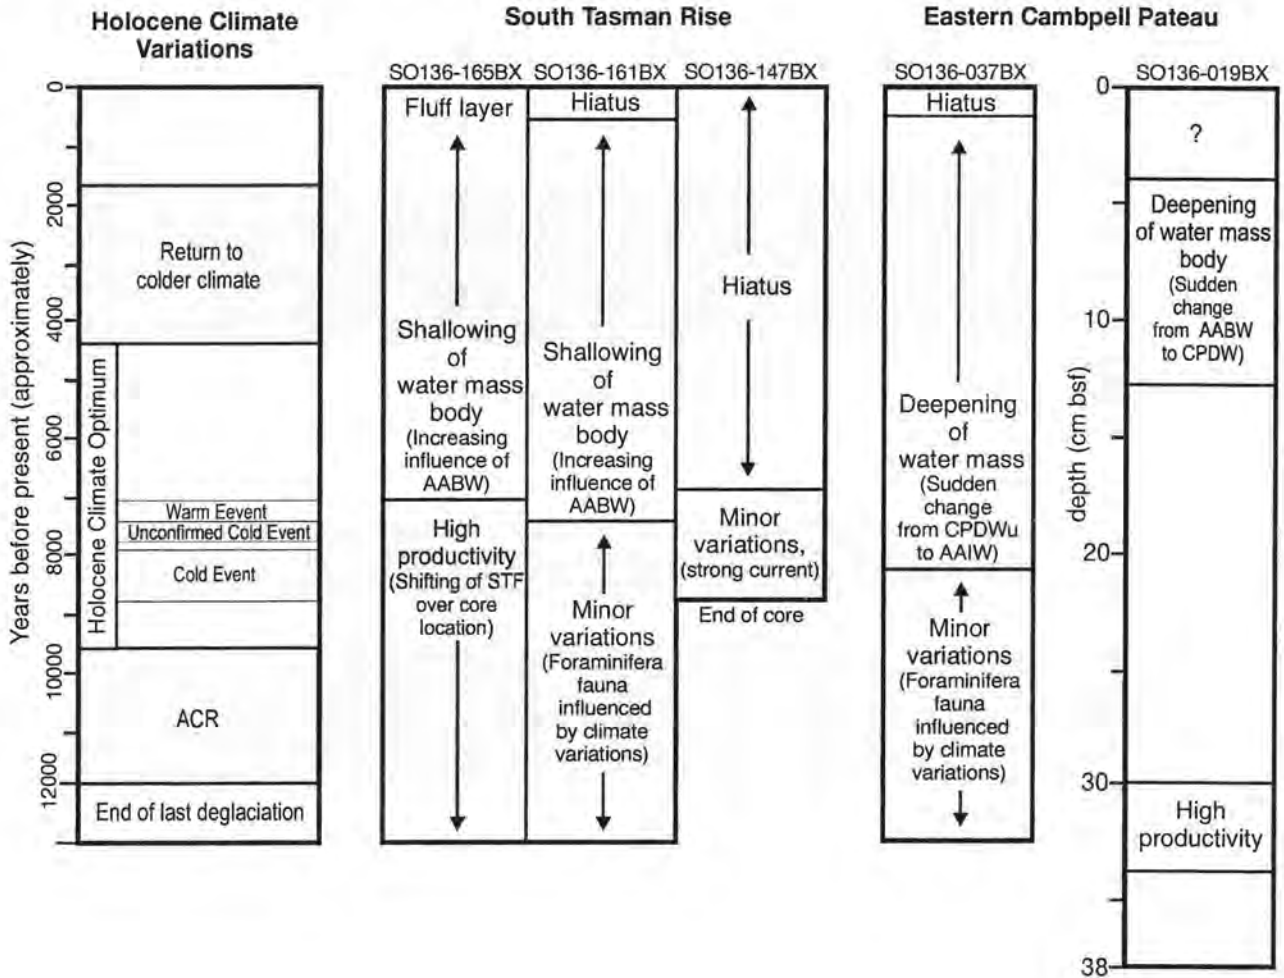 Holocene Climate
Variations
South Tasman Rise
Eastern Cambpell Pateau
SO136-165BX
SO136-161BX
SO136-147BX
SO136-037BX
SO136-019BX
Years before present (approximately)
0
2000
4000
6000
8000
10000
12000
Return to
colder climate
Holocene Climate Optimum
Warm Eevent
Unconfirmed Cold Event
Cold Event
ACR
End of last deglaciation
Fluff layer
Shallowing
of
water mass
body
(Increasing
influence of
AABW)
High
productivity
(Shifting of STF
over core
location)
Hiatus
Shallowing
of
water mass
body
(Increasing
influence of
AABW)
Minor
variations
(Foraminifera
fauna
influenced
by climate
variations)
Hiatus
Minor
variations,
(strong current)
End of core
Hiatus
Deepening
of
water mass
(Sudden
change
from CPDWu
to AAIW)
Minor
variations
(Foraminifera
fauna
influenced
by climate
variations)
depth (cm bsf)
0
10
20
30
38
?
Deepening
of water mass
body
(Sudden
change
from AABW
to CPDW)
High
productivity